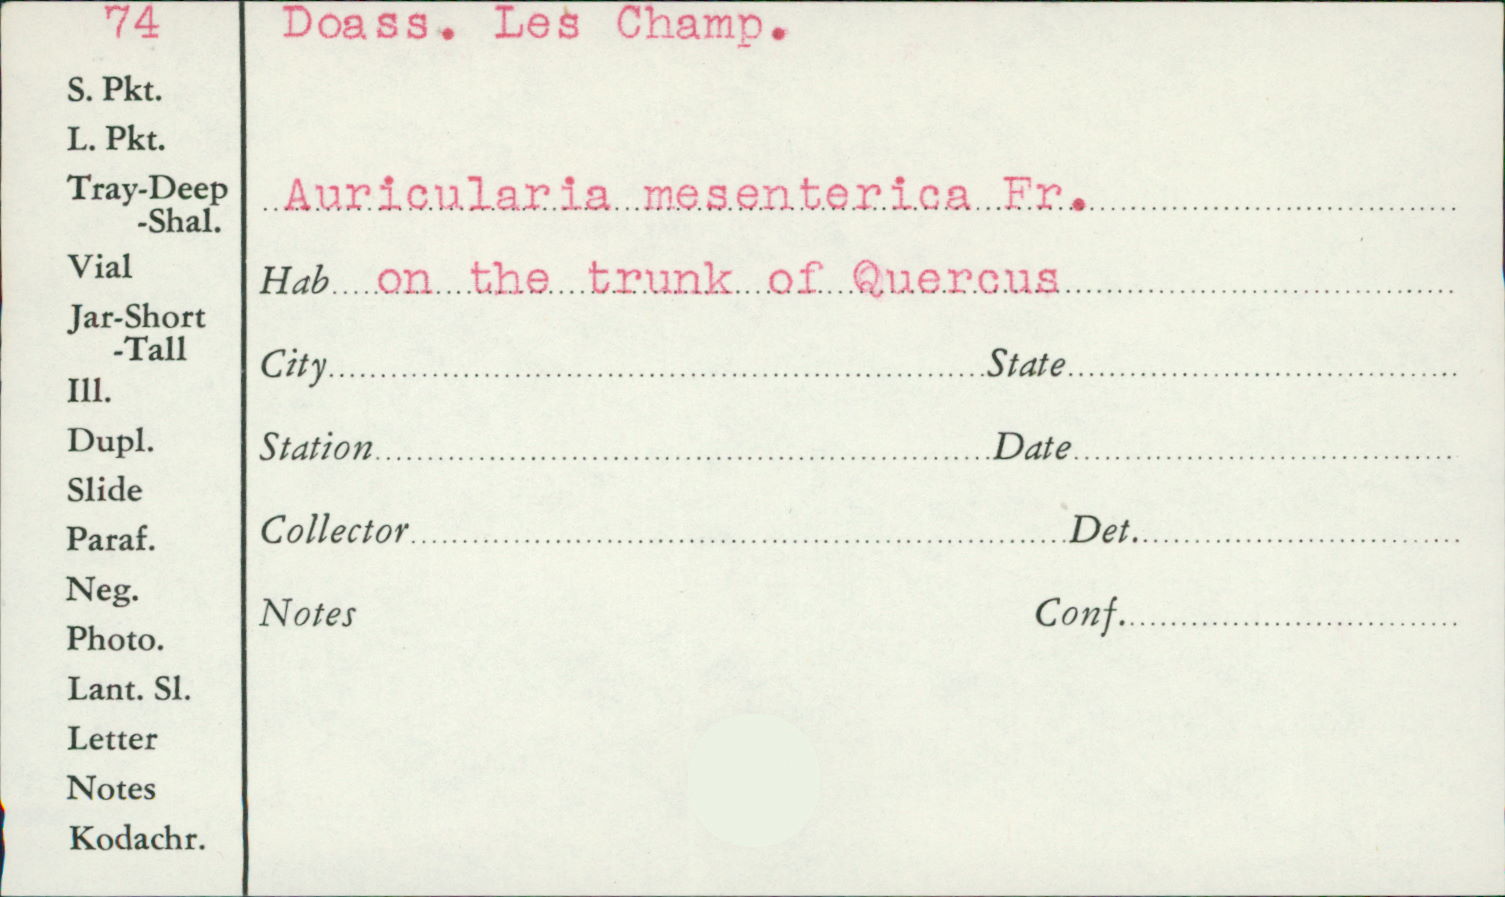 74
Doass. Les Champ.
S. Pkt.
L. Pkt.
Tray-Deep
-Shal.
Vial
Jar-Short
-Tall
Ill.
Dupl.
Slide
Paraf.
Neg.
Photo.
Lant. Sl.
Letter
Notes
Kodachr.
Auricularia mesenterica Fr.
Hab on the trunk of Quercus
City State
Station Date
Collector Det.
Notes Conf.